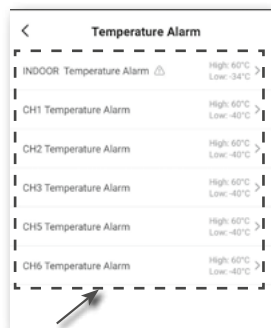 Temperature Alarm
INDOOR Temperature Alarm High: 60°C
Low: -34°C
CH1 Temperature Alarm High: 60°C
Low: -40°C
CH2 Temperature Alarm High: 60°C
Low: -40°C
CH3 Temperature Alarm High: 60°C
Low: -40°C
CH5 Temperature Alarm High: 60°C
Low: -40°C
CH6 Temperature Alarm High: 60°C
Low: -40°C